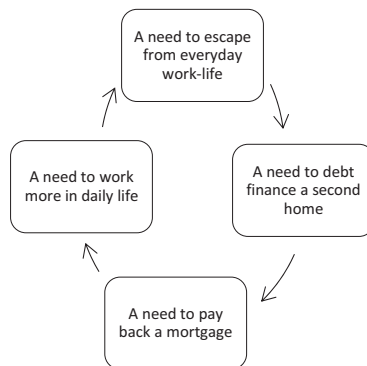 A need to escape
from everyday
work-life
A need to debt
finance a second
home
A need to pay
back a mortgage
A need to work
more in daily life